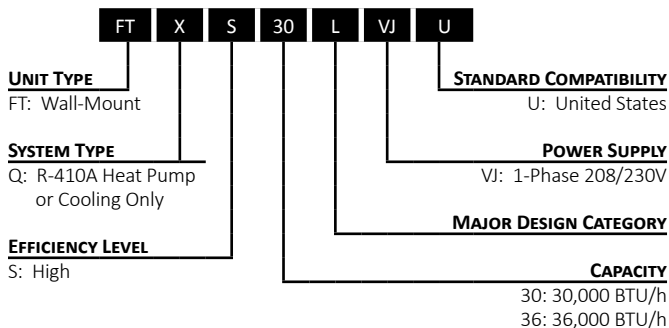 FT X S 30 L VJ U
UNIT TYPE
FT: Wall-Mount
STANDARD COMPATIBILITY
U: United States
SYSTEM TYPE
Q: R-410A Heat Pump
or Cooling Only
POWER SUPPLY
VJ: 1-Phase 208/230V
MAJOR DESIGN CATEGORY
EFFICIENCY LEVEL
S: High
CAPACITY
30: 30,000 BTU/h
36: 36,000 BTU/h